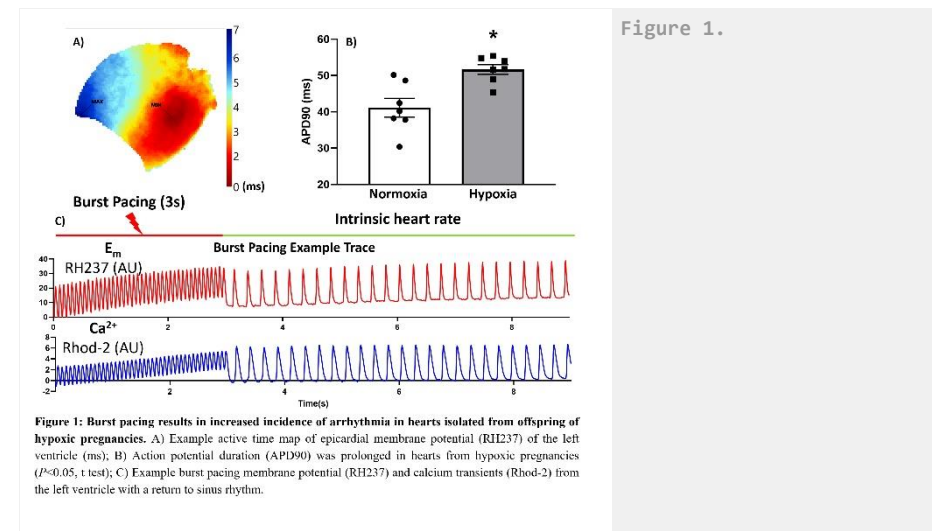 Figure 1.
A)
7
6
5
4
3
2
0 (ms)
MAX
MIN
B)
*
60
50
40
30
20
APD90 (ms)
Normoxia
Hypoxia
Burst Pacing (3s)
C)
Intrinsic heart rate
Em
Burst Pacing Example Trace
RH237 (AU)
40
30
20
10
0
0
2
4
6
8
Ca²⁺
Rhod-2 (AU)
8
6
4
2
0
-2
2
4
6
8
Time(s)
Figure 1: Burst pacing results in increased incidence of arrhythmia in hearts isolated from offspring of
hypoxic pregnancies. A) Example active time map of epicardial membrane potential (RH237) of the left
ventricle (ms); B) Action potential duration (APD90) was prolonged in hearts from hypoxic pregnancies
(P<0.05, t test); C) Example burst pacing membrane potential (RH237) and calcium transients (Rhod-2) from
the left ventricle with a return to sinus rhythm.